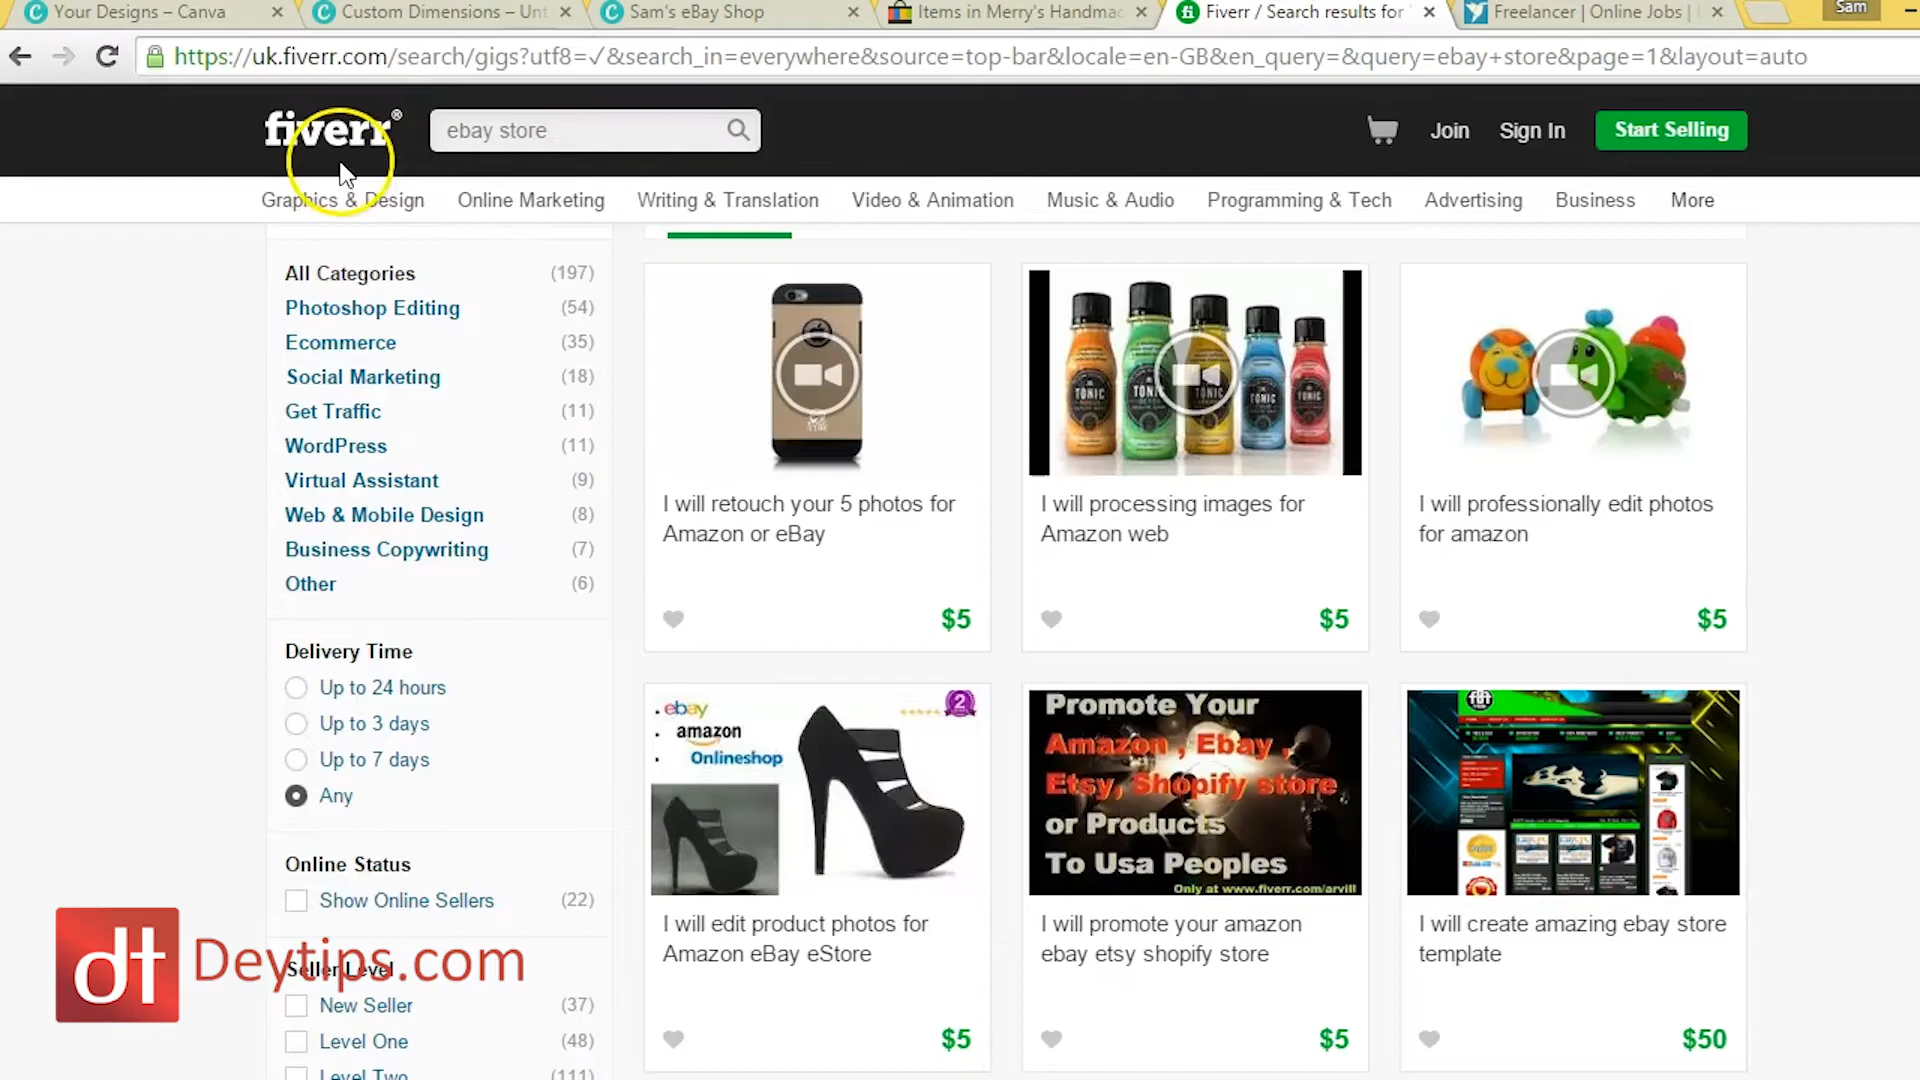 Your Designs – Canva
Custom Dimensions – Unt
Sam's eBay Shop
Items in Merry's Handmad
Fiverr / Search results for
Freelancer | Online Jobs |
Sam
https://uk.fiverr.com/search/gigs?utf8=✓&search_in=everywhere&source=top-bar&locale=en-GB&en_query=&query=ebay+store&page=1&layout=auto
fiverr®
ebay store
Join
Sign In
Start Selling
Graphics & Design
Online Marketing
Writing & Translation
Video & Animation
Music & Audio
Programming & Tech
Advertising
Business
More
All Categories (197)
Photoshop Editing (54)
Ecommerce (35)
Social Marketing (18)
Get Traffic (11)
WordPress (11)
Virtual Assistant (9)
Web & Mobile Design (8)
Business Copywriting (7)
Other (6)
Delivery Time
Up to 24 hours
Up to 3 days
Up to 7 days
Any
Online Status
Show Online Sellers (22)
Seller Level
New Seller (37)
Level One (48)
Level Two (111)
dt Deytips.com
I will retouch your 5 photos for
Amazon or eBay
$5
TONIC
TONIC
TONIC
TONIC
I will processing images for
Amazon web
$5
I will professionally edit photos
for amazon
$5
ebay
amazon
Onlineshop
2
I will edit product photos for
Amazon eBay eStore
$5
Promote Your
Amazon , Ebay ,
Etsy, Shopify store
or Products
To Usa Peoples
Only at www.fiverr.com/arvill
I will promote your amazon
ebay etsy shopify store
$5
I will create amazing ebay store
template
$50